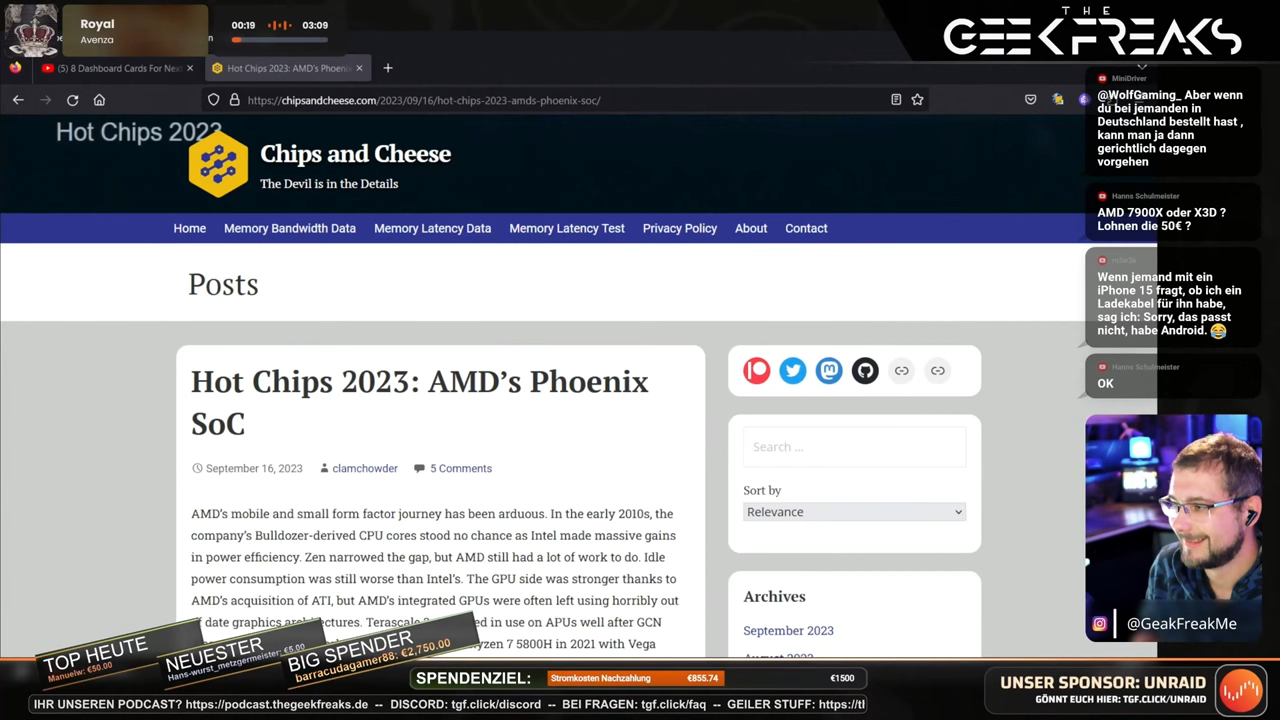 Royal
Avenza
00:19
03:09
THE
GEEKFREAKS
(5) 8 Dashboard Cards For Nex
Hot Chips 2023: AMD's Phoeni
https://chipsandcheese.com/2023/09/16/hot-chips-2023-amds-phoenix-soc/
Hot Chips 2023
Chips and Cheese
The Devil is in the Details
Home
Memory Bandwidth Data
Memory Latency Data
Memory Latency Test
Privacy Policy
About
Contact
Posts
Hot Chips 2023: AMD's Phoenix
SoC
September 16, 2023
clamchowder
5 Comments
AMD's mobile and small form factor journey has been arduous. In the early 2010s, the
company's Bulldozer-derived CPU cores stood no chance as Intel made massive gains
in power efficiency. Zen narrowed the gap, but AMD still had a lot of work to do. Idle
power consumption was still worse than Intel's. The GPU side was stronger thanks to
AMD's acquisition of ATI, but AMD's integrated GPUs were often left using horribly out
of date graphics architectures. Terascale in use on APUs well after GCN
yzen 7 5800H in 2021 with Vega
Search ...
Sort by
Relevance
Archives
September 2023
August 2023
MiniDriver
@WolfGaming_ Aber wenn
du bei jemanden in
Deutschland bestellt hast ,
kann man ja dann
gerichtlich dagegen
vorgehen
Hanns Schulmeister
AMD 7900X oder X3D ?
Lohnen die 50€ ?
Wenn jemand mit ein
iPhone 15 fragt, ob ich ein
Ladekabel für ihn habe,
sag ich: Sorry, das passt
nicht, habe Android. 😂
Hanns Schulmeister
OK
@GeakFreakMe
TOP HEUTE
Manuelw: €50.00
NEUESTER
Hans-wurst_metzgermeister: €5.00
BIG SPENDER
barracudagamer88: €2,750.00
SPENDENZIEL:
Stromkosten Nachzahlung
€855.74
€1500
UNSER SPONSOR: UNRAID
GÖNNT EUCH HIER: TGF.CLICK/UNRAID
IHR UNSEREN PODCAST? https://podcast.thegeekfreaks.de -- DISCORD: tgf.click/discord -- BEI FRAGEN: tgf.click/faq -- GEILER STUFF: https://tl